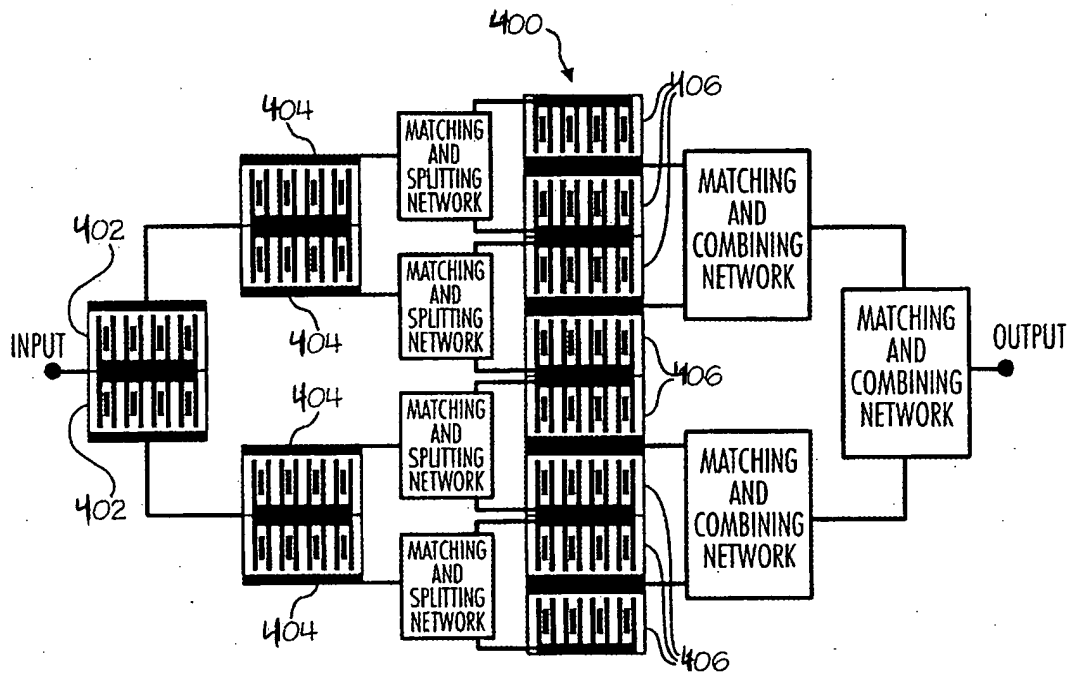 400
406
404
MATCHING
AND
SPLITTING
NETWORK
MATCHING
AND
COMBINING
NETWORK
402
MATCHING
AND
SPLITTING
NETWORK
404
INPUT
MATCHING
AND
COMBINING
NETWORK
OUTPUT
406
404
MATCHING
AND
SPLITTING
NETWORK
402
MATCHING
AND
COMBINING
NETWORK
MATCHING
AND
SPLITTING
NETWORK
404
406